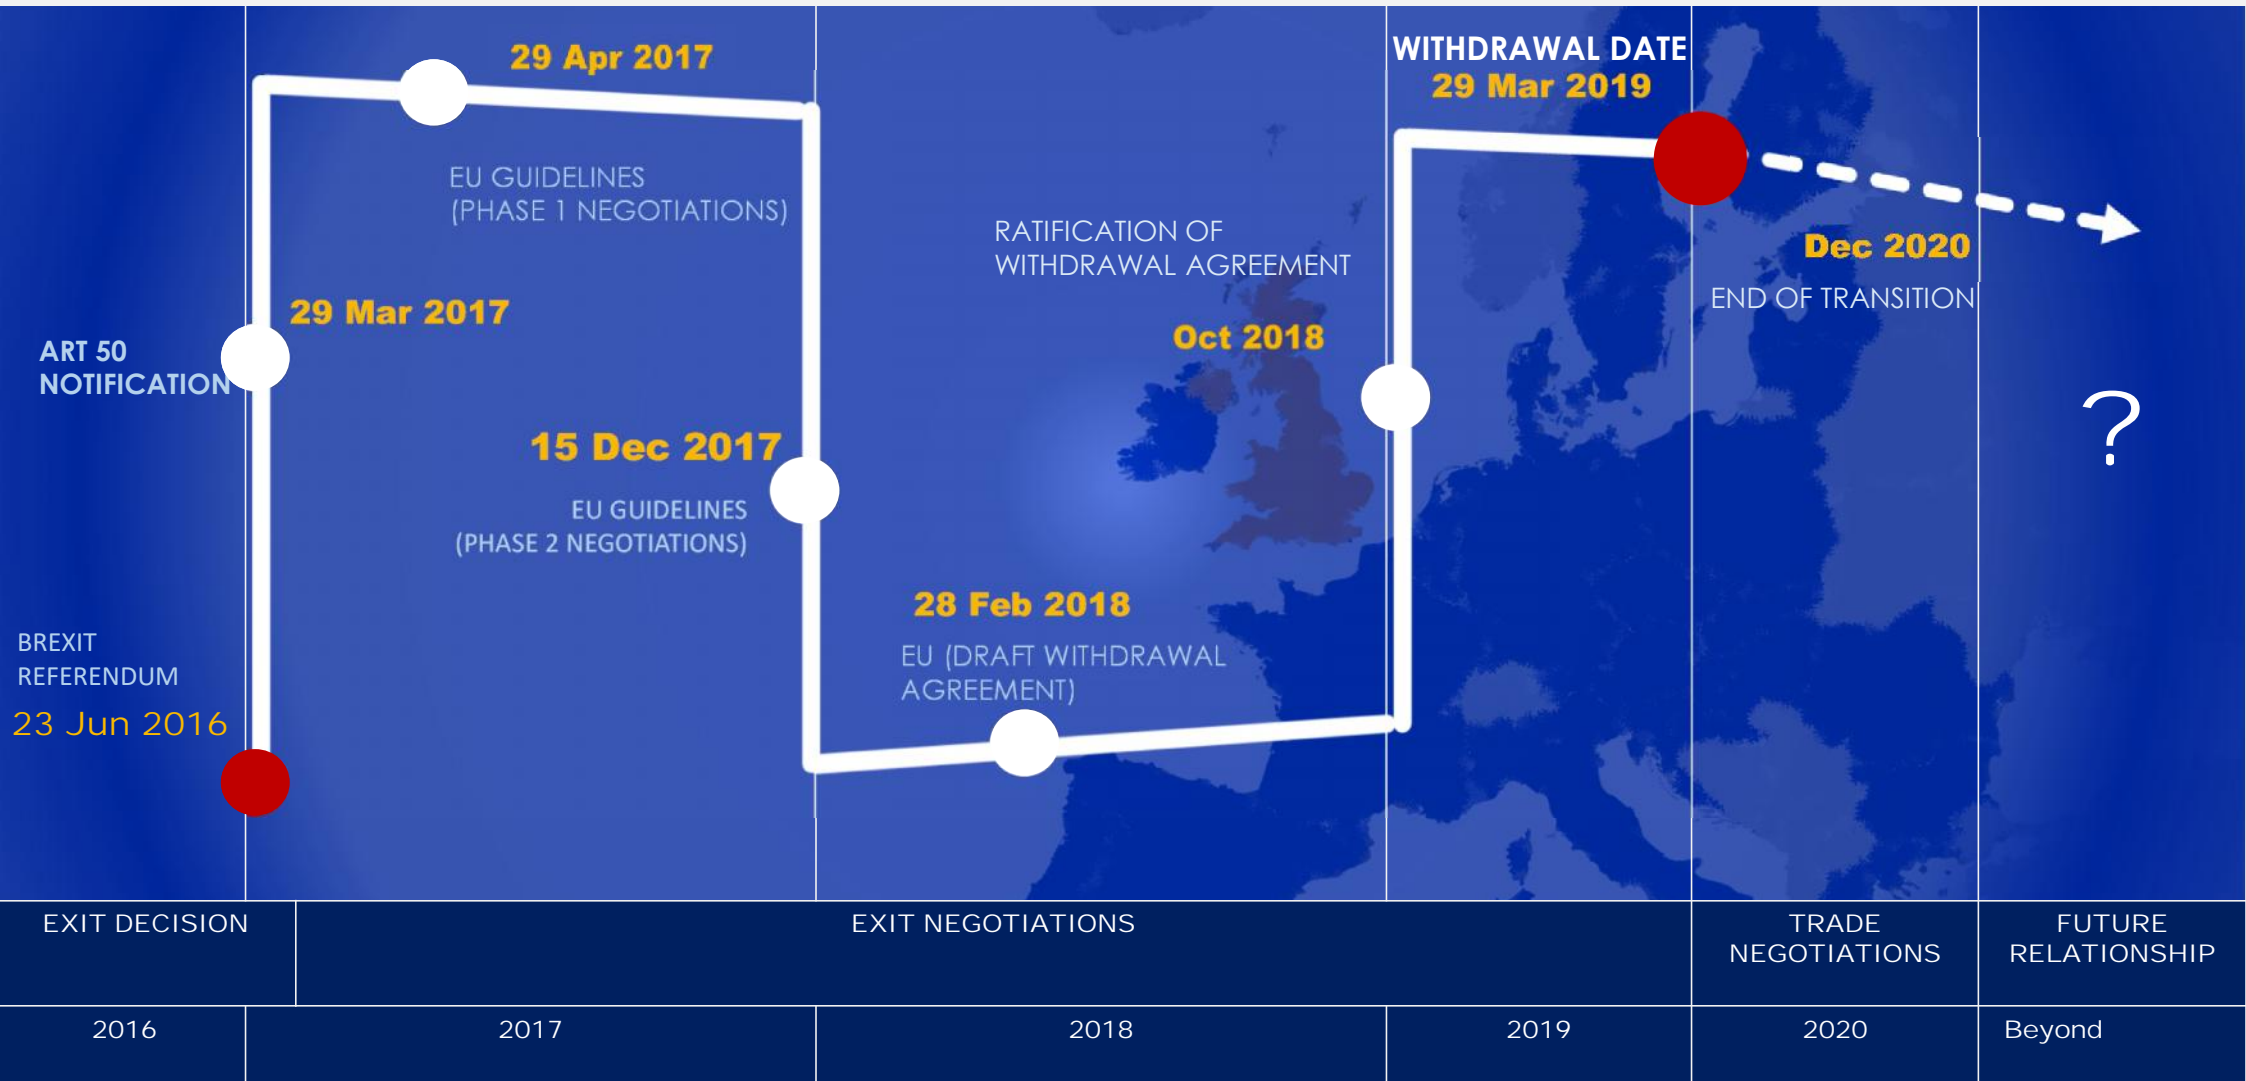 29 Apr 2017
EU GUIDELINES
(PHASE 1 NEGOTIATIONS)
WITHDRAWAL DATE
29 Mar 2019
RATIFICATION OF
WITHDRAWAL AGREEMENT
Oct 2018
Dec 2020
END OF TRANSITION
29 Mar 2017
ART 50
NOTIFICATION
?
15 Dec 2017
EU GUIDELINES
(PHASE 2 NEGOTIATIONS)
28 Feb 2018
EU (DRAFT WITHDRAWAL
AGREEMENT)
BREXIT
REFERENDUM
23 Jun 2016
EXIT DECISION
EXIT NEGOTIATIONS
TRADE
NEGOTIATIONS
FUTURE
RELATIONSHIP
2016
2017
2018
2019
2020
Beyond